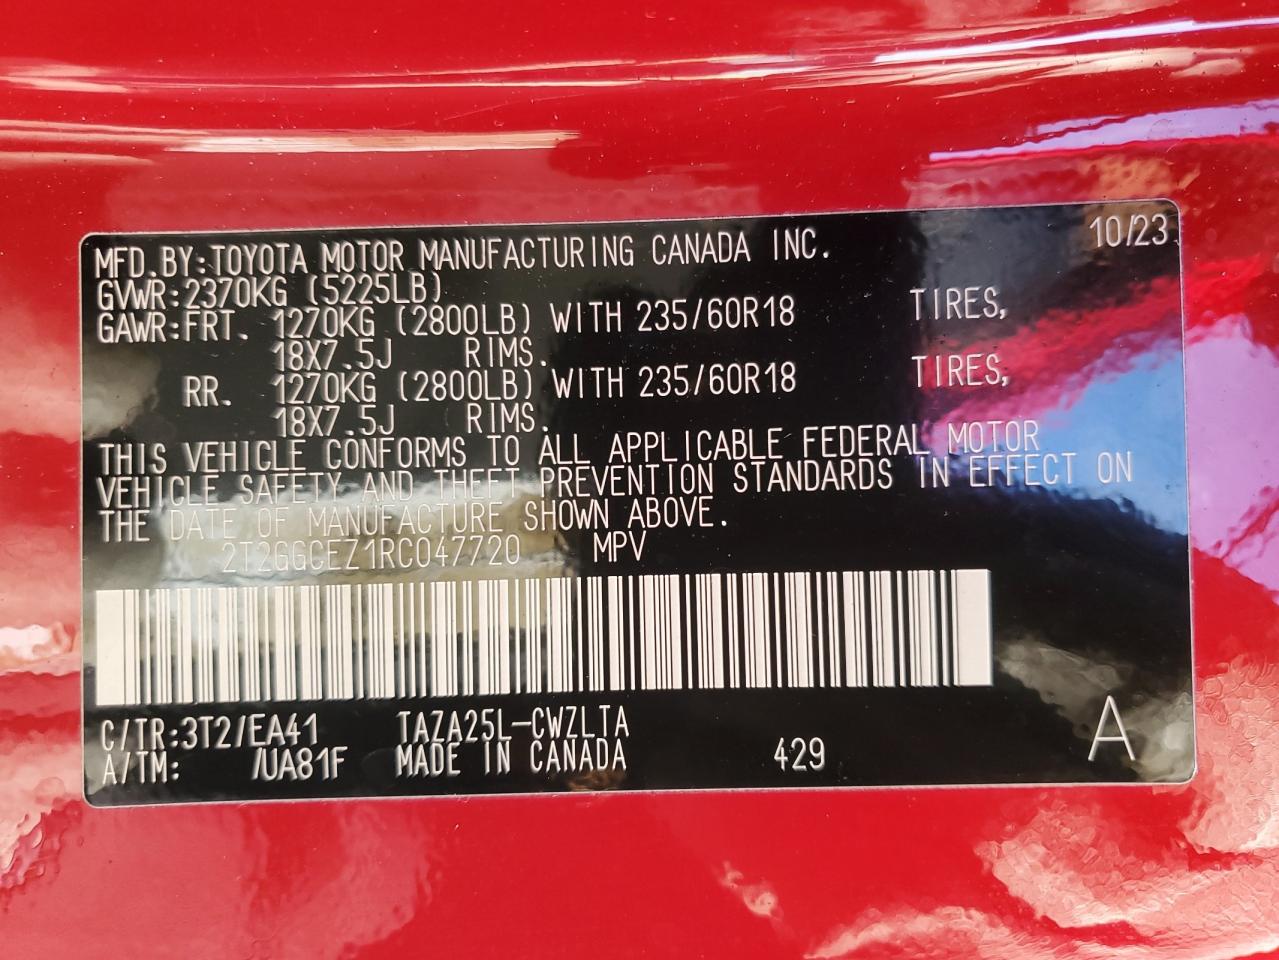 10/23
MFD.BY:TOYOTA MOTOR MANUFACTURING CANADA INC.
GVWR:2370KG (5225LB)
GAWR:FRT. 1270KG (2800LB) WITH 235/60R18 TIRES,
18X7.5J RIMS.
RR. 1270KG (2800LB) WITH 235/60R18 TIRES,
18X7.5J RIMS.
THIS VEHICLE CONFORMS TO ALL APPLICABLE FEDERAL MOTOR
VEHICLE SAFETY AND THEFT PREVENTION STANDARDS IN EFFECT ON
THE DATE OF MANUFACTURE SHOWN ABOVE.
2T2GGCEZ1RC047720 MPV
C/TR:3T2/EA41 TAZA25L-CWZLTA
A/TM: /UA81F MADE IN CANADA 429 A